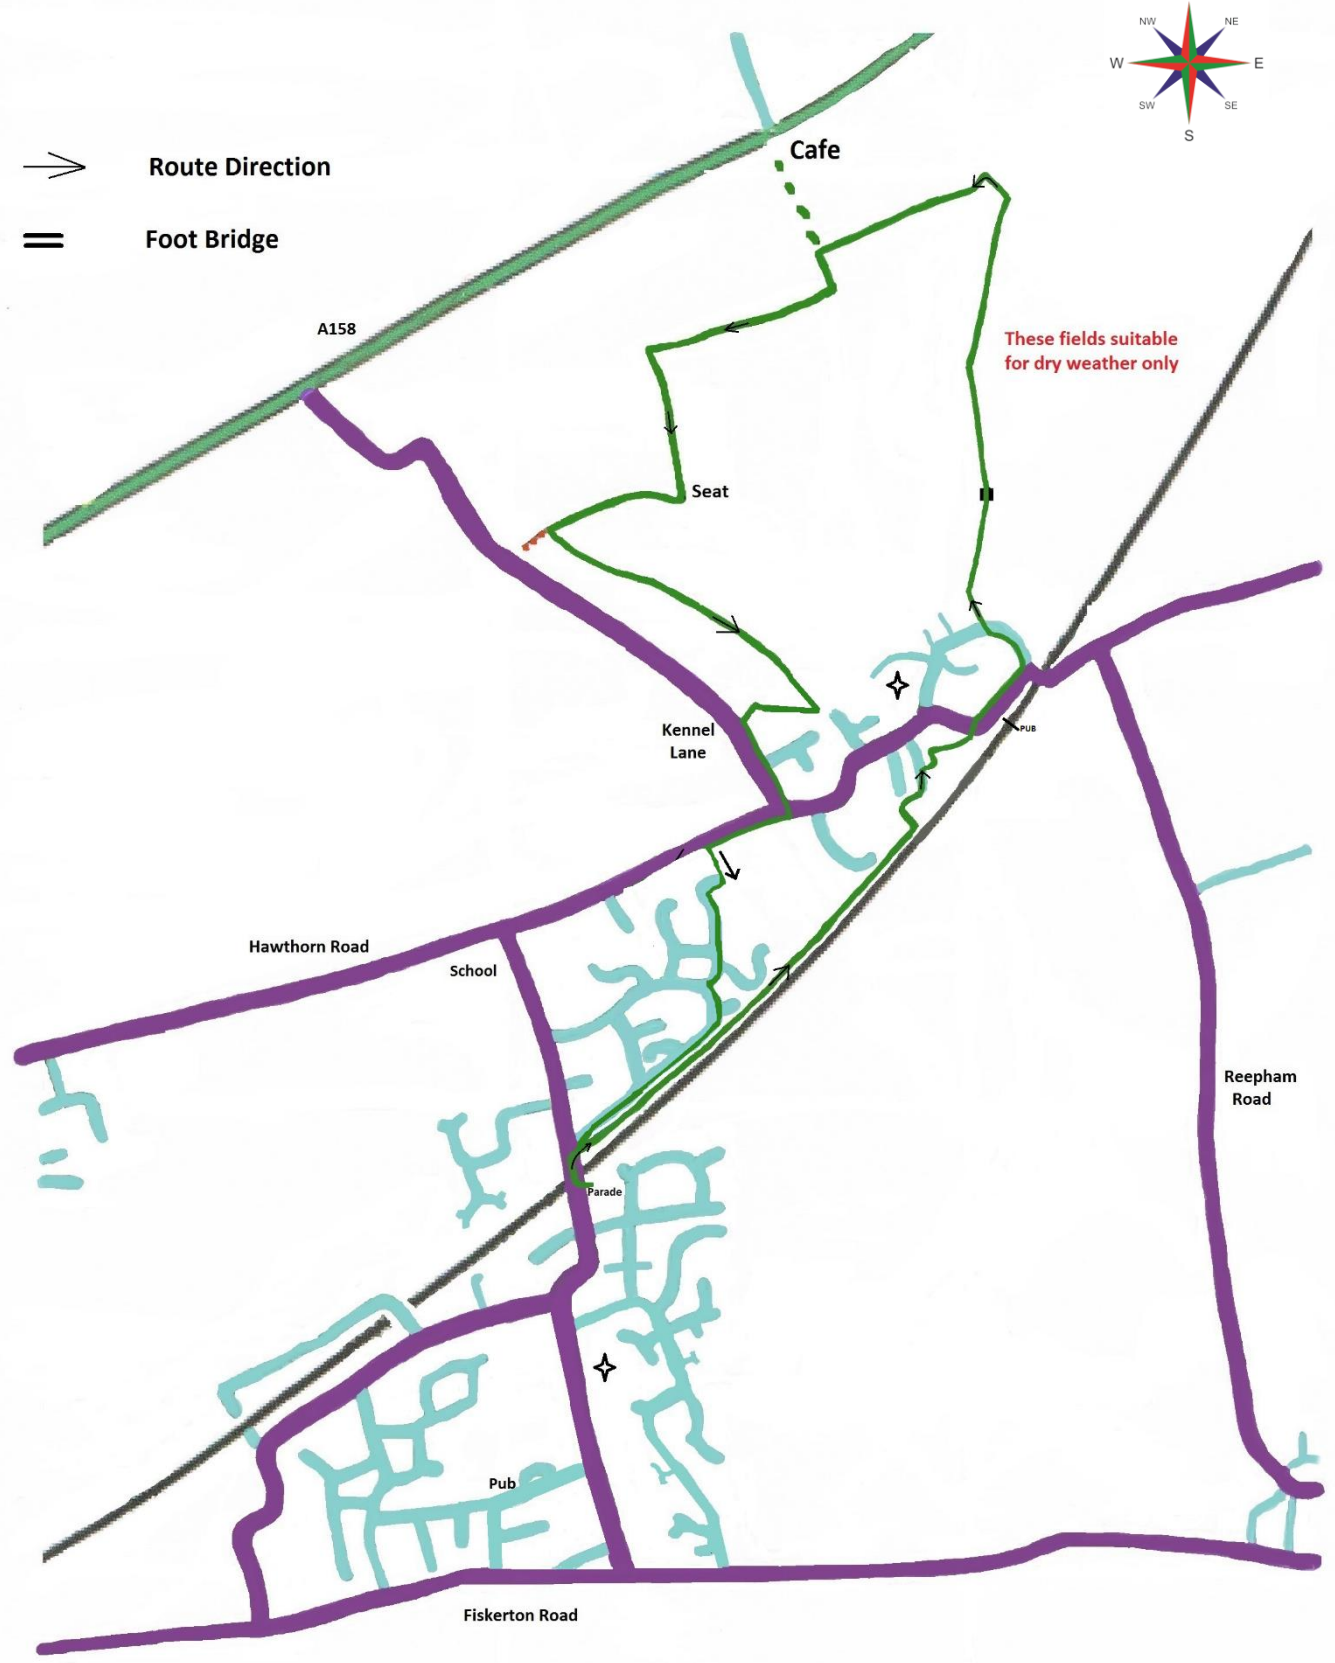 NW
NE
W
E
SW
SE
S
Cafe
Route Direction
Foot Bridge
A158
These fields suitable
for dry weather only
Seat
Kennel
Lane
PUB
Hawthorn Road
School
Reepham
Road
Parade
Pub
Fiskerton Road